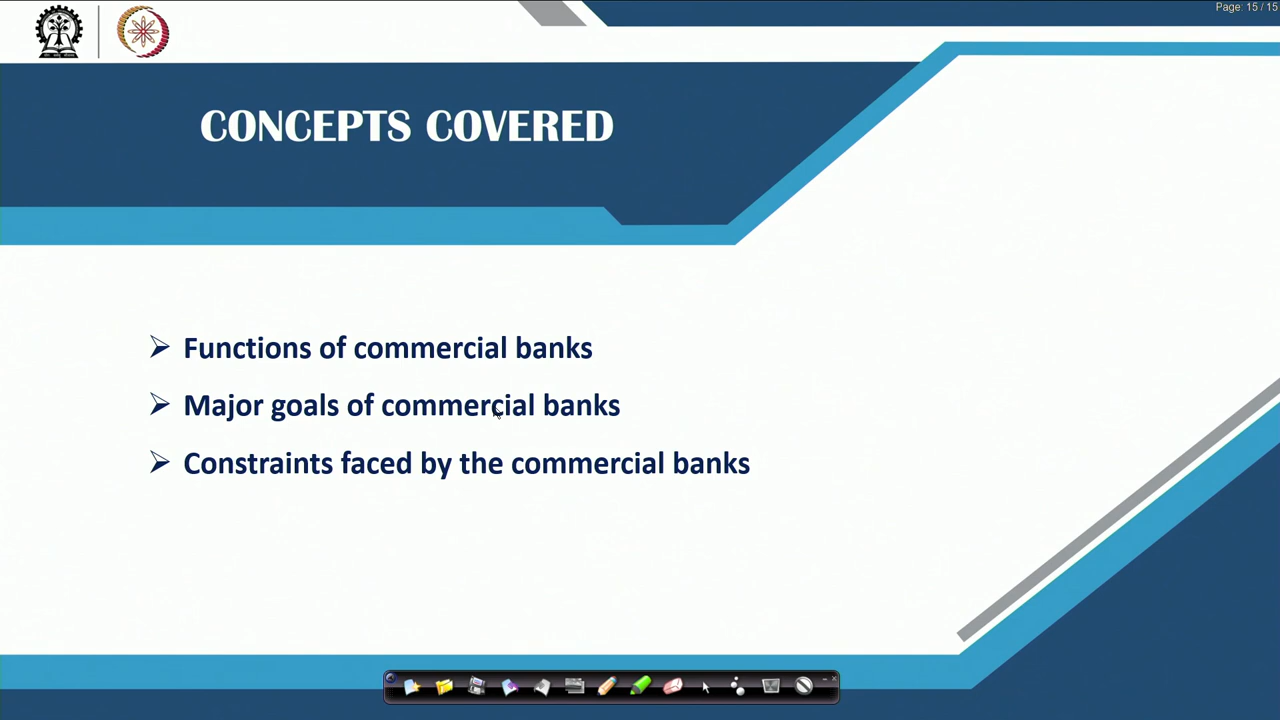 Page: 15 / 15
CONCEPTS COVERED
Functions of commercial banks
Major goals of commercial banks
Constraints faced by the commercial banks